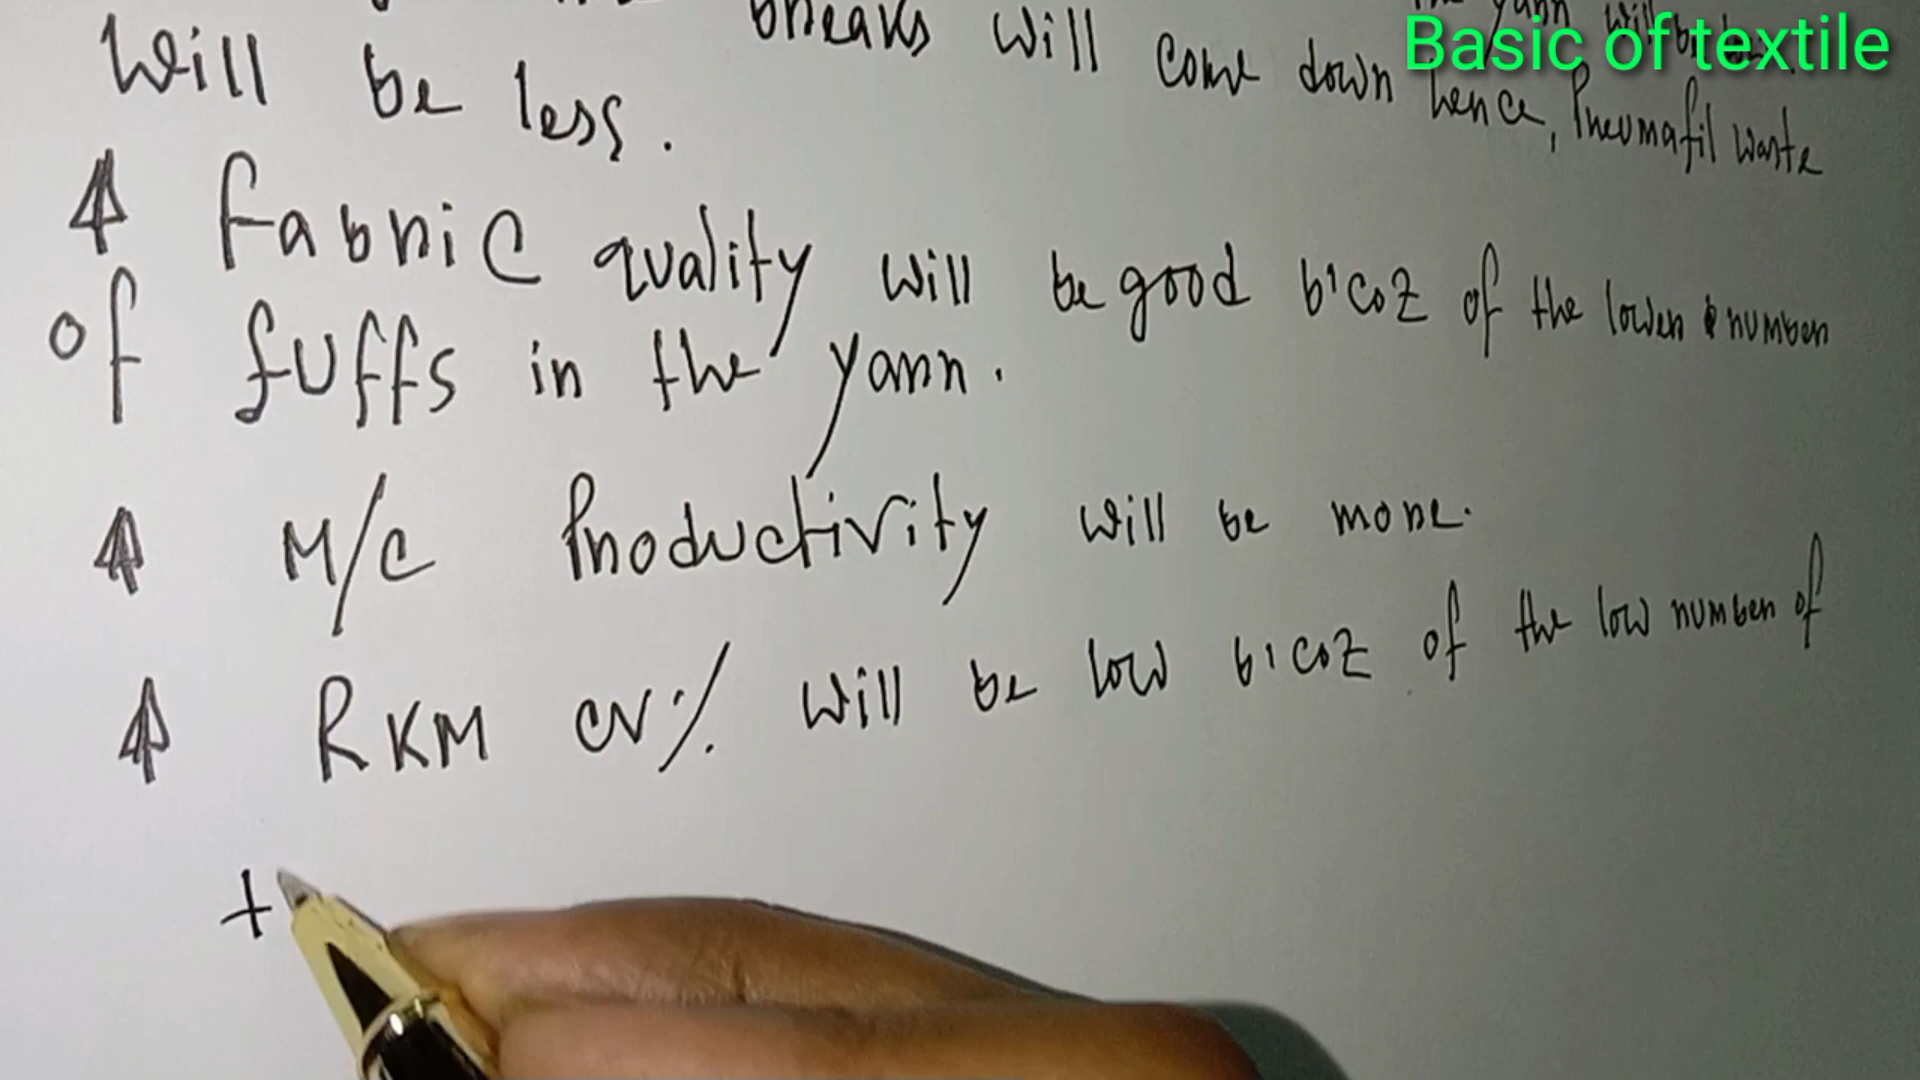 Basic of textile
breaks will come down hence, Pneumafil waste
will be less.
Fabric quality will be good b'coz of the lower number
of fuffs in the yarn.
M/C Productivity will be more.
RKM CV% will be low b'coz of the low number of